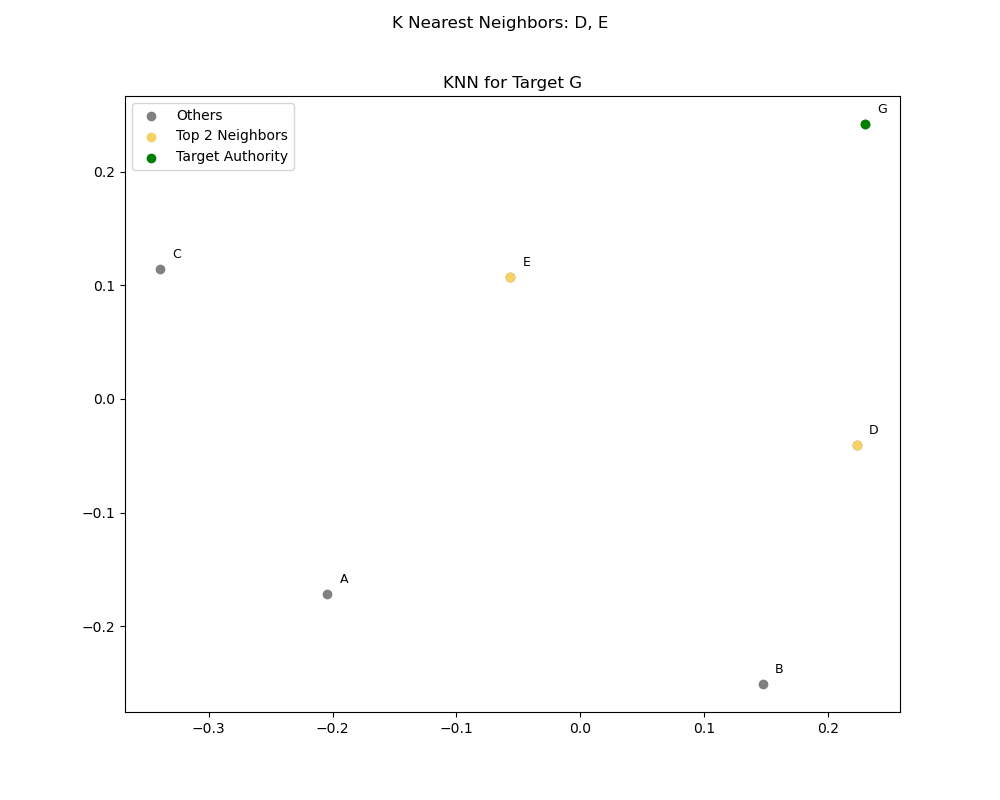 K Nearest Neighbors: D, E
KNN for Target G
Others
Top 2 Neighbors
Target Authority
G
C
E
D
A
B
0.2
0.1
0.0
−0.1
−0.2
−0.3
−0.2
−0.1
0.0
0.1
0.2